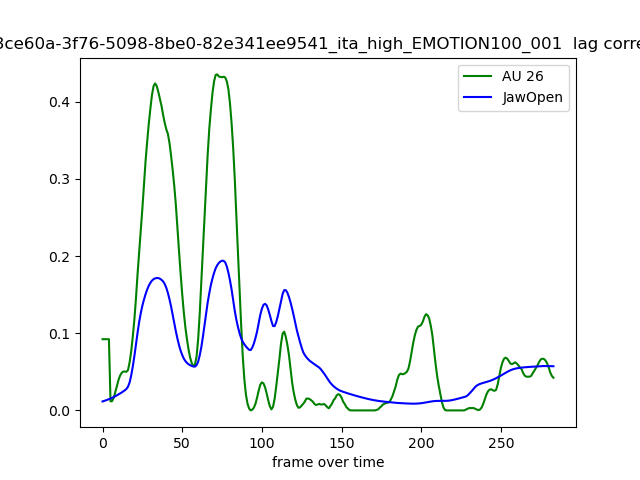 3ce60a-3f76-5098-8be0-82e341ee9541_ita_high_EMOTION100_001 lag corre
AU 26
JawOpen
0.4
0.3
0.2
0.1
0.0
0 50 100 150 200 250
frame over time